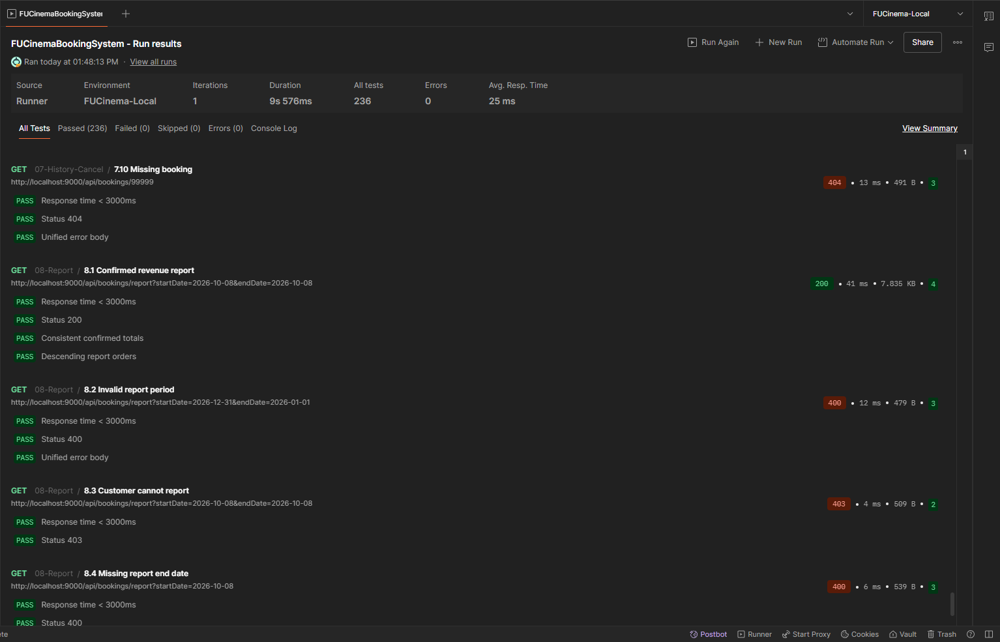 FUCinemaBookingSyster
FUCinema-Local
FUCinemaBookingSystem - Run results
Run Again
New Run
Automate Run
Share
Ran today at 01:48:13 PM · View all runs
Source Environment Iterations Duration All tests Errors Avg. Resp. Time
Runner FUCinema-Local 1 9s 576ms 236 0 25 ms
All Tests Passed (236) Failed (0) Skipped (0) Errors (0) Console Log View Summary
1
GET 07-History-Cancel / 7.10 Missing booking
http://localhost:9000/api/bookings/99999 404 • 13 ms • 491 B • 3
PASS Response time < 3000ms
PASS Status 404
PASS Unified error body
GET 08-Report / 8.1 Confirmed revenue report
http://localhost:9000/api/bookings/report?startDate=2026-10-08&endDate=2026-10-08 200 • 41 ms • 7.835 KB • 4
PASS Response time < 3000ms
PASS Status 200
PASS Consistent confirmed totals
PASS Descending report orders
GET 08-Report / 8.2 Invalid report period
http://localhost:9000/api/bookings/report?startDate=2026-12-31&endDate=2026-01-01 400 • 12 ms • 479 B • 3
PASS Response time < 3000ms
PASS Status 400
PASS Unified error body
GET 08-Report / 8.3 Customer cannot report
http://localhost:9000/api/bookings/report?startDate=2026-10-08&endDate=2026-10-08 403 • 4 ms • 509 B • 2
PASS Response time < 3000ms
PASS Status 403
GET 08-Report / 8.4 Missing report end date
http://localhost:9000/api/bookings/report?startDate=2026-10-08 400 • 6 ms • 539 B • 3
PASS Response time < 3000ms
PASS Status 400
ete Postbot Runner Start Proxy Cookies Vault Trash